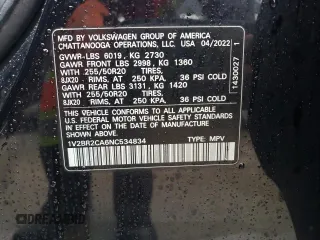 MFD BY VOLKSWAGEN GROUP OF AMERICA
CHATTANOOGA OPERATIONS, LLC. USA 04/2022
GVWR-LBS 6019, KG 2730
GAWR FRONT LBS 2998, KG 1360
WITH 255/50R20 TIRES,
8JX20 RIMS, AT 250 KPA, 36 PSI COLD
GAWR REAR LBS 3131, KG 1420
WITH 255/50R20 TIRES,
8JX20 RIMS, AT 250 KPA, 36 PSI COLD
THIS VEHICLE CONFORMS TO ALL APPLICABLE
FEDERAL MOTOR VEHICLE SAFETY STANDARDS
IN EFFECT ON THE DATE OF MANUFACTURE
SHOWN ABOVE.
1V2BR2CA6NC534834 TYPE: MPV
1430027 1